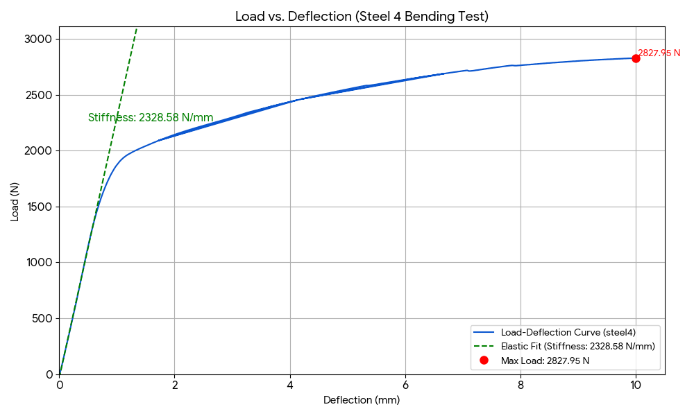 Load vs. Deflection (Steel 4 Bending Test)
3000
2827.95 N
2500
Stiffness: 2328.58 N/mm
2000
Load (N)
1500
1000
500
0
Load-Deflection Curve (steel4)
Elastic Fit (Stiffness: 2328.58 N/mm)
Max Load: 2827.95 N
0
2
4
6
8
10
Deflection (mm)